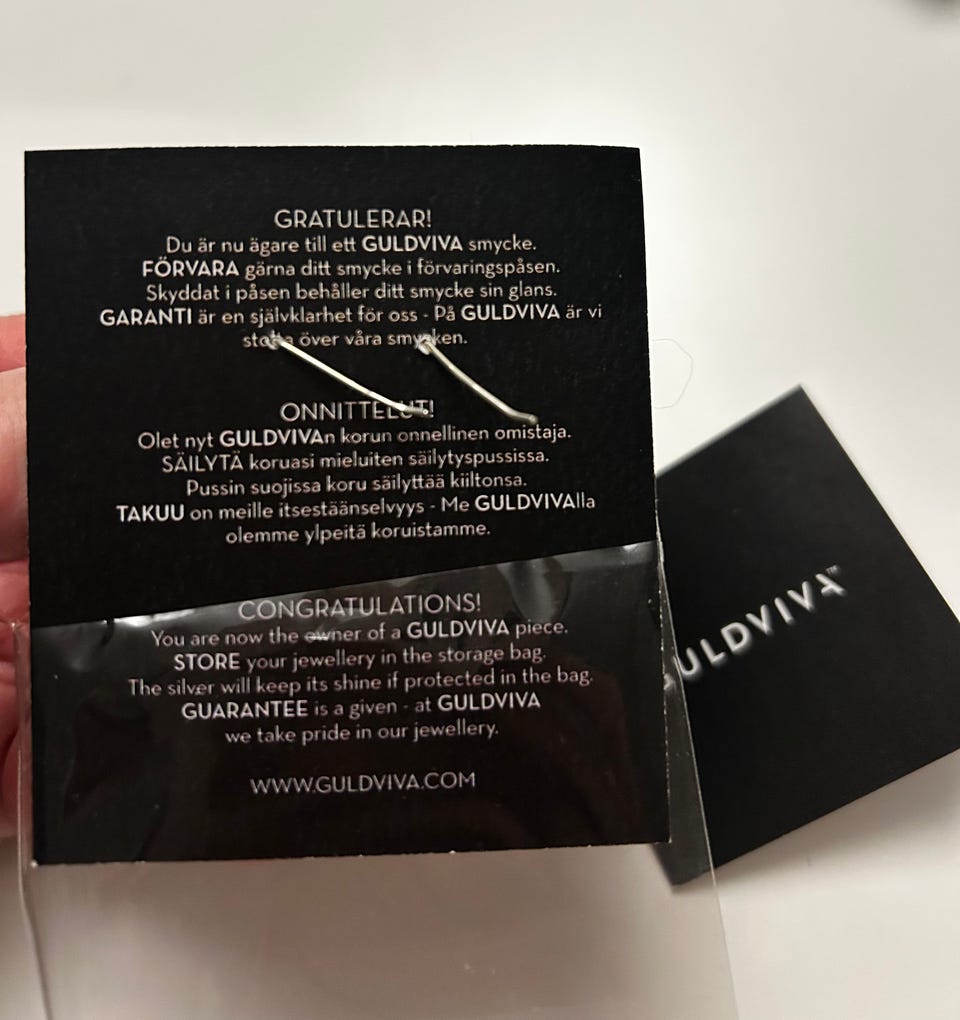 GRATULERAR!
Du är nu ägare till ett GULDVIVA smycke.
FÖRVARA gärna ditt smycke i förvaringspåsen.
Skyddat i påsen behåller ditt smycke sin glans.
GARANTI är en självklarhet för oss - På GULDVIVA är vi
stolta över våra smycken.
ONNITTELUT!
Olet nyt GULDVIVAn korun onnellinen omistaja.
SÄILYTÄ koruasi mieluiten säilytyspussissa.
Pussin suojissa koru säilyttää kiiltonsa.
TAKUU on meille itsestäänselvyys - Me GULDVIVAlla
olemme ylpeitä koruistamme.
CONGRATULATIONS!
You are now the owner of a GULDVIVA piece.
STORE your jewellery in the storage bag.
The silver will keep its shine if protected in the bag.
GUARANTEE is a given - at GULDVIVA
we take pride in our jewellery.
WWW.GULDVIVA.COM
GULDVIVA™